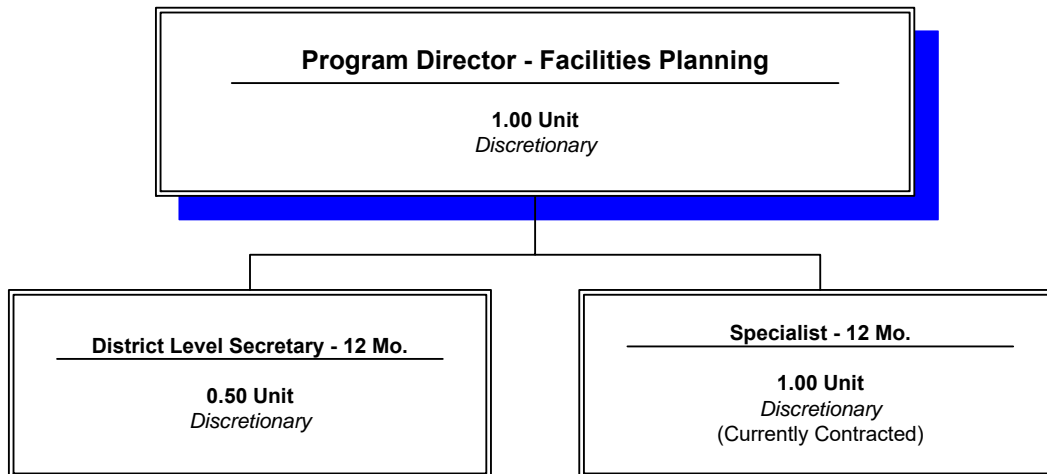 Program Director - Facilities Planning
1.00 Unit
Discretionary
District Level Secretary - 12 Mo.
0.50 Unit
Discretionary
Specialist - 12 Mo.
1.00 Unit
Discretionary
(Currently Contracted)